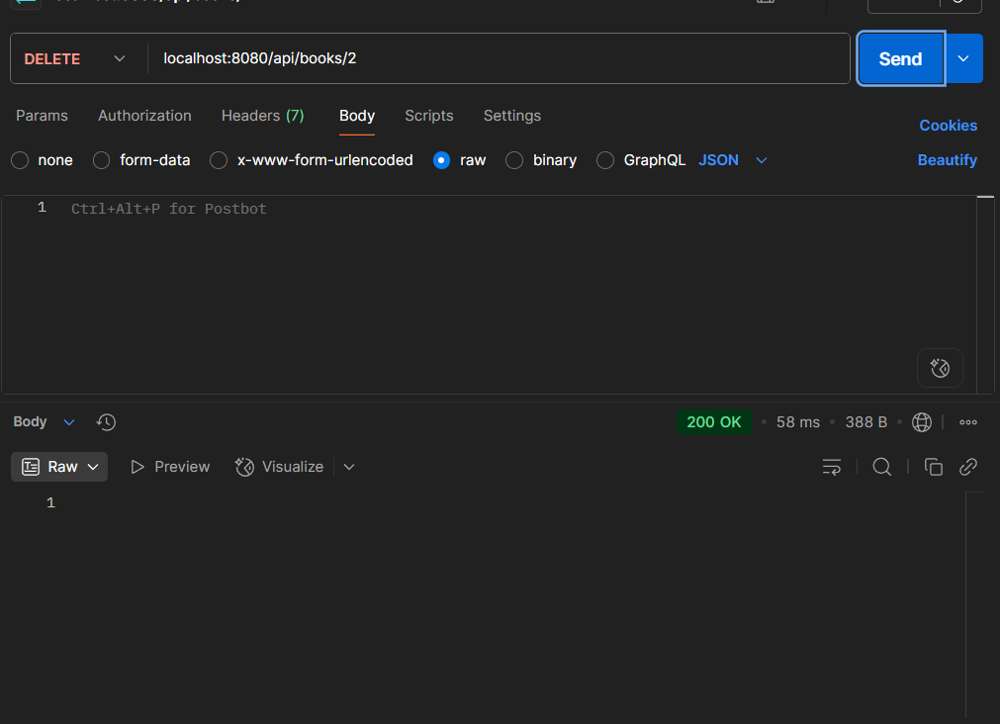 DELETE localhost:8080/api/books/2 Send
Params Authorization Headers (7) Body Scripts Settings Cookies
none form-data x-www-form-urlencoded raw binary GraphQL JSON Beautify
1 Ctrl+Alt+P for Postbot
Body 200 OK • 58 ms • 388 B •
Raw Preview Visualize
1